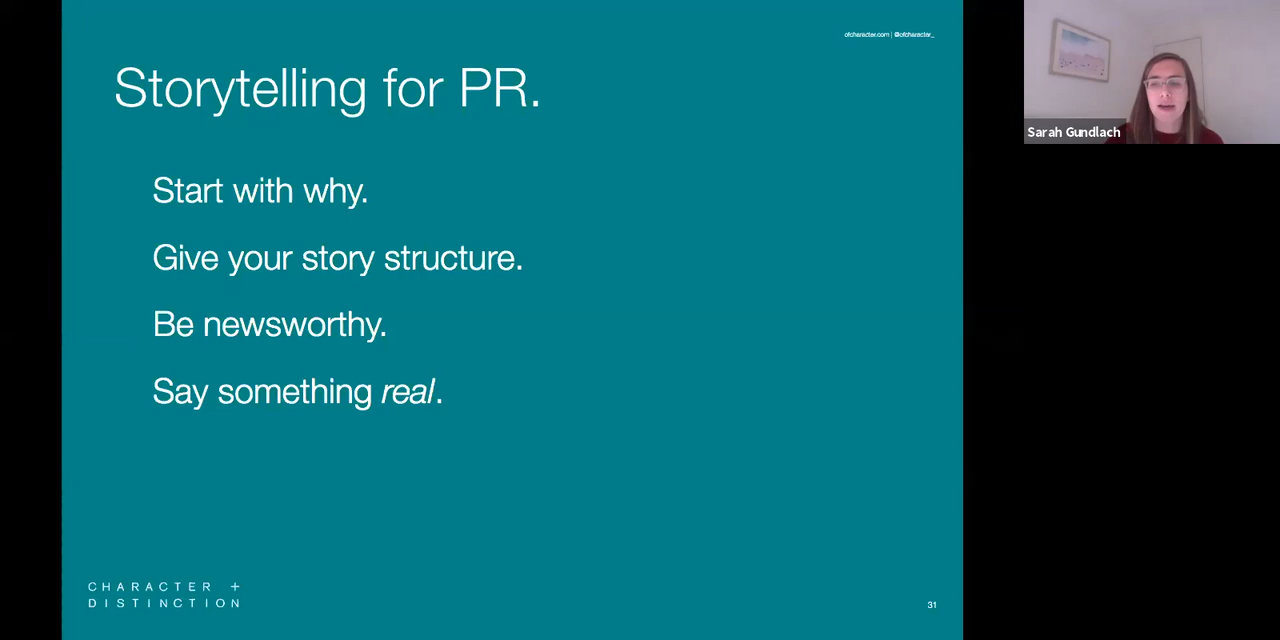 ofcharacter.com | @ofcharacter_
Storytelling for PR.
Start with why.
Give your story structure.
Be newsworthy.
Say something real.
CHARACTER +
DISTINCTION
31
Sarah Gundlach